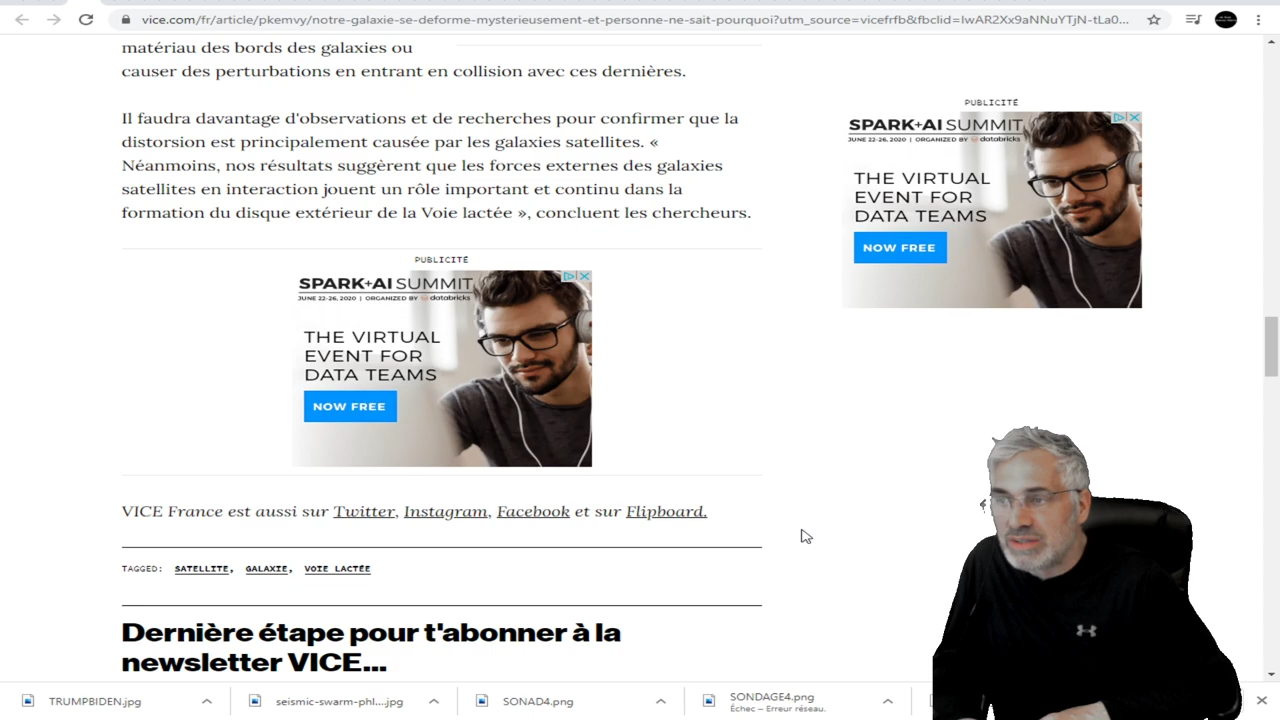 vice.com/fr/article/pkemvy/notre-galaxie-se-deforme-mysterieusement-et-personne-ne-sait-pourquoi?utm_source=vicefrfb&fbclid=IwAR2Xx9aNNuYTjN-tLa0...
matériau des bords des galaxies ou
causer des perturbations en entrant en collision avec ces dernières.
Il faudra davantage d'observations et de recherches pour confirmer que la
distorsion est principalement causée par les galaxies satellites. «
Néanmoins, nos résultats suggèrent que les forces externes des galaxies
satellites en interaction jouent un rôle important et continu dans la
formation du disque extérieur de la Voie lactée », concluent les chercheurs.
PUBLICITÉ
SPARK+AI SUMMIT
JUNE 22-26, 2020 | ORGANIZED BY databricks
THE VIRTUAL
EVENT FOR
DATA TEAMS
NOW FREE
PUBLICITÉ
SPARK+AI SUMMIT
JUNE 22-26, 2020 | ORGANIZED BY databricks
THE VIRTUAL
EVENT FOR
DATA TEAMS
NOW FREE
VICE France est aussi sur Twitter, Instagram, Facebook et sur Flipboard.
TAGGED: SATELLITE, GALAXIE, VOIE LACTÉE
Dernière étape pour t'abonner à la
newsletter VICE...
TRUMPBIDEN.jpg
seismic-swarm-phl....jpg
SONAD4.png
SONDAGE4.png
Échec – Erreur réseau.